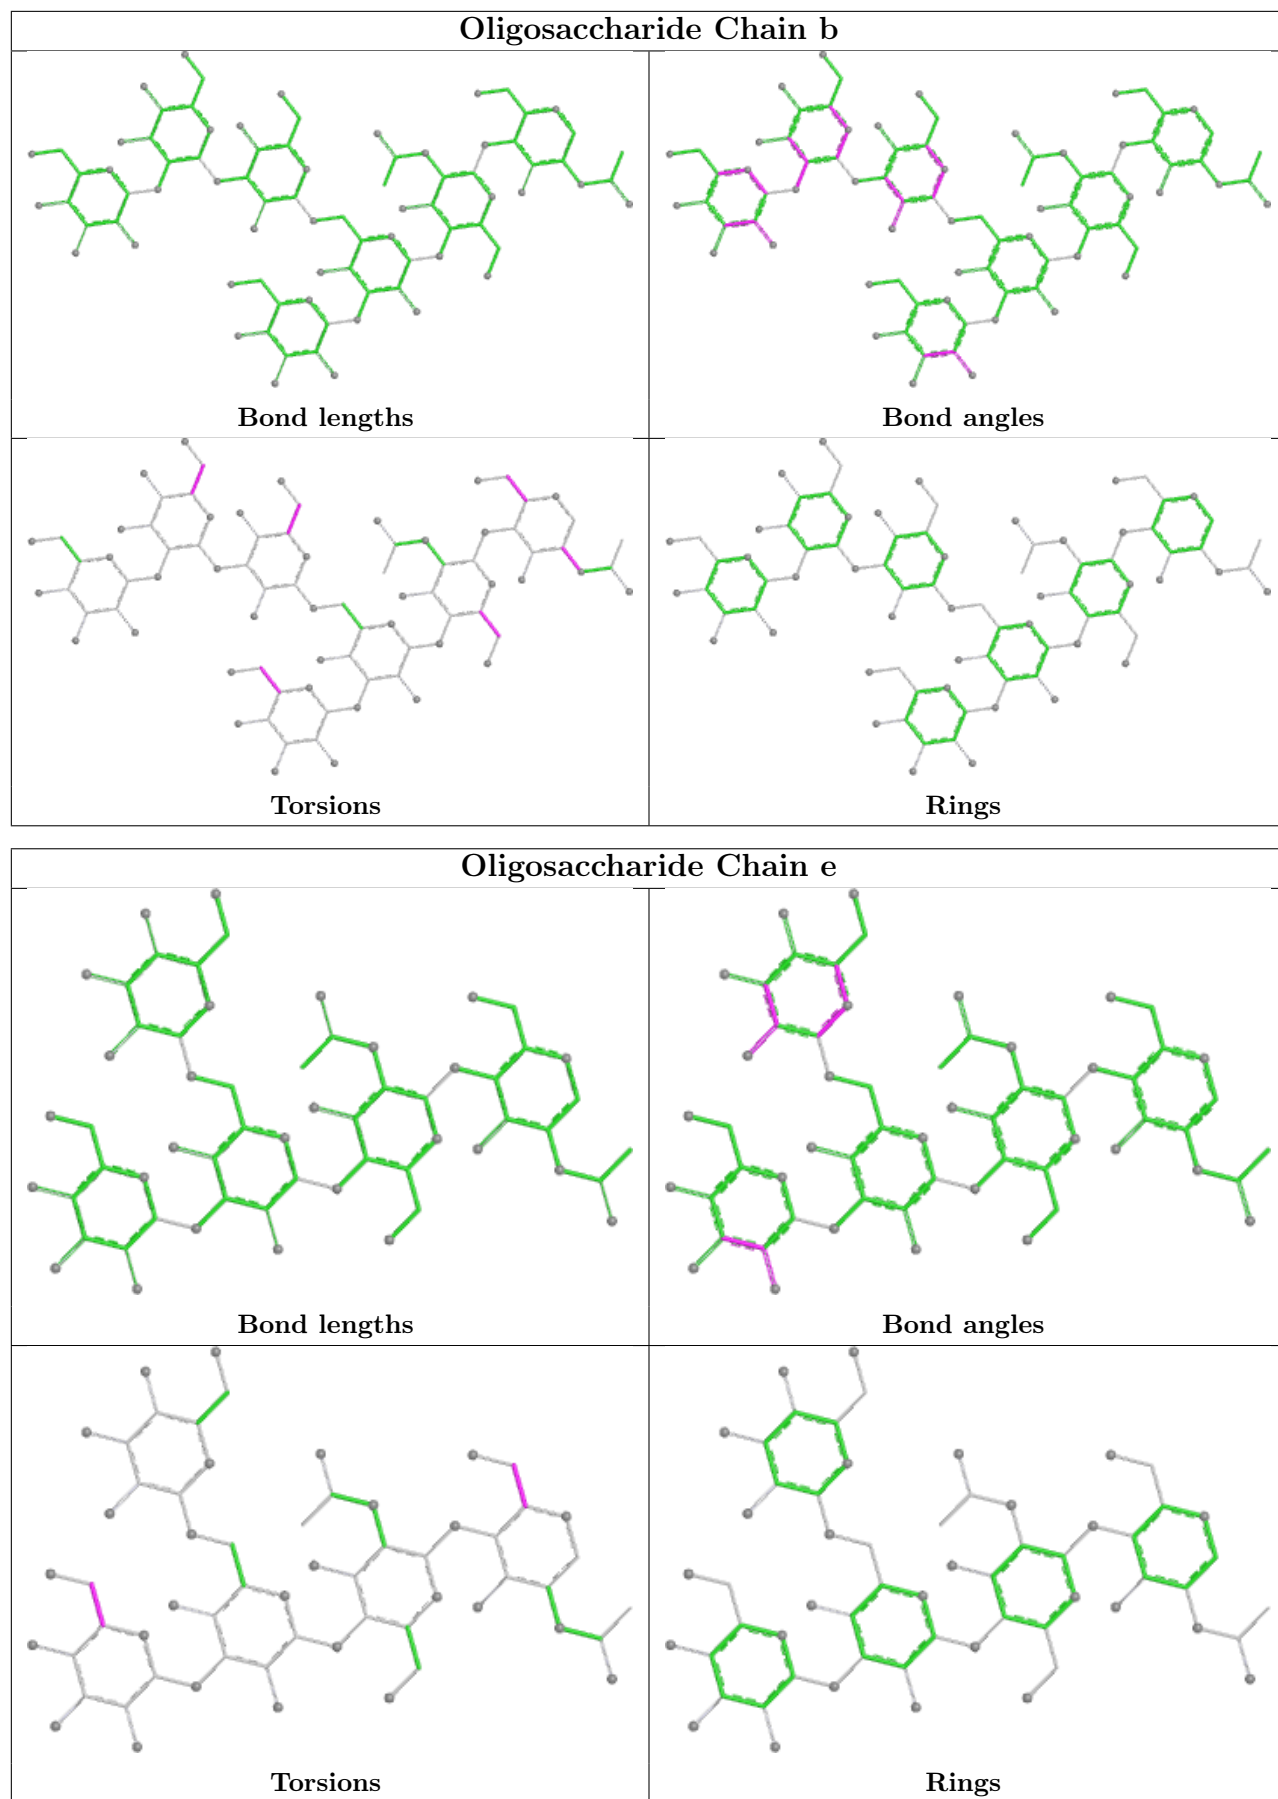 Oligosaccharide Chain b
Bond lengths
Bond angles
Torsions
Rings
Oligosaccharide Chain e
Bond lengths
Bond angles
Torsions
Rings